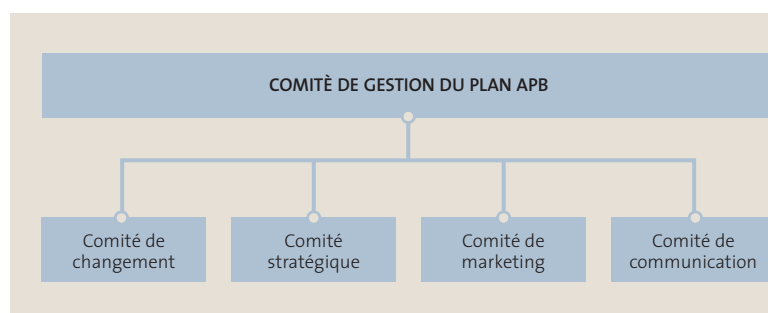 COMITÈ DE GESTION DU PLAN APB
Comité de
changement
Comité
stratégique
Comité de
marketing
Comité de
communication